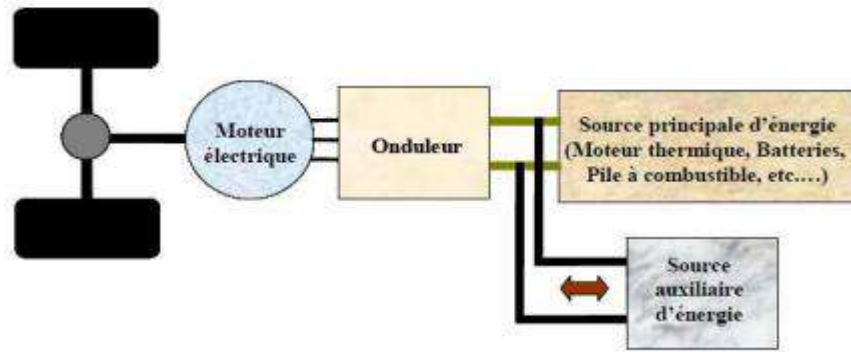 Moteur
électrique
Onduleur
Source principale d'énergie
(Moteur thermique, Batteries,
Pile à combustible, etc.…)
Source
auxiliaire
d'énergie